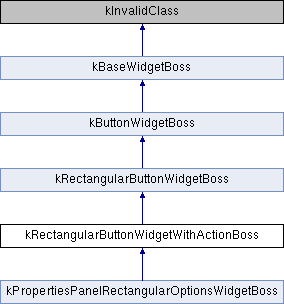 kInvalidClass
kBaseWidgetBoss
kButtonWidgetBoss
kRectangularButtonWidgetBoss
kRectangularButtonWidgetWithActionBoss
kPropertiesPanelRectangularOptionsWidgetBoss